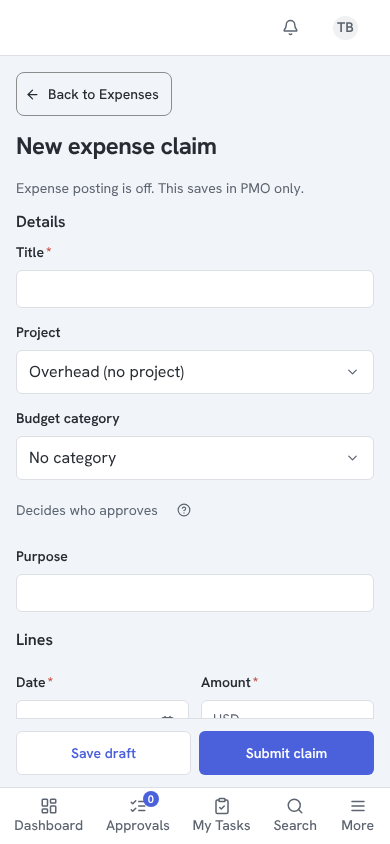 TB
Back to Expenses
New expense claim
Expense posting is off. This saves in PMO only.
Details
Title *
Project
Overhead (no project)
Budget category
No category
Decides who approves
Purpose
Lines
Date * Amount *
USD
Save draft Submit claim
0
Dashboard Approvals My Tasks Search More